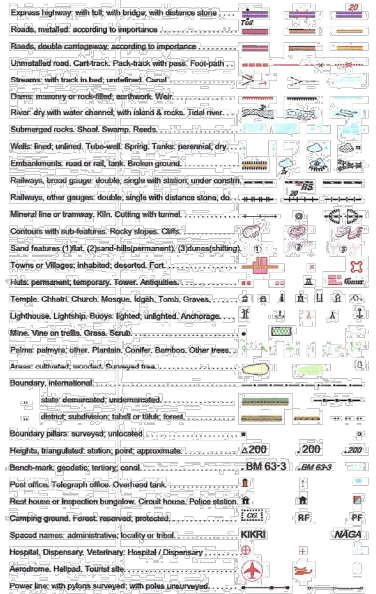 Express highway: with toll; with bridge; with distance stone Toll 20
Roads, metalled: according to importance
Roads, double carriageway: according to importance
Unmetalled road. Cart-track. Pack-track with pass. Foot-path
Streams: with track in bed; undefined. Canal
Dams: masonry or rock-filled; earthwork. Weir.
River: dry with water channel; with island & rocks. Tidal river.
Submerged rocks. Shoal. Swamp. Reeds.
Wells: lined; unlined. Tube-well. Spring. Tanks: perennial; dry.
Embankments: road or rail, tank. Broken ground.
Railways, broad gauge: double; single with station; under constrn. RS
Railways, other gauges: double; single with distance stone; do. 20
Mineral line or tramway. Kiln. Cutting with tunnel.
Contours with sub-features. Rocky slopes. Cliffs.
Sand features (1)flat, (2)sand-hills(permanent), (3)dunes(shifting).
Towns or Villages: inhabited; deserted. Fort.
Huts: permanent; temporary. Tower. Antiquities.
Temple. Chhatri. Church. Mosque. Idgah. Tomb. Graves.
Lighthouse. Lightship. Buoys: lighted; unlighted. Anchorage.
Mine. Vine on trellis. Grass. Scrub.
Palms: palmyra; other. Plantain. Conifer. Bamboo. Other trees.
Areas: cultivated; wooded. Surveyed tree.
Boundary, international.
state: demarcated; undemarcated.
district; subdivision; tahsil or taluk; forest.
Boundary pillars: surveyed; unlocated
Heights, triangulated: station; point; approximate. △200 .200 .200
Bench-mark: geodetic; tertiary; canal. .BM 63·3 .BM 63·3
Post office. Telegraph office. Overhead tank.
Rest house or Inspection bungalow. Circuit house. Police station.
Camping ground. Forest: reserved; protected. CG RF PF
Spaced names: administrative; locality or tribal. KIKRI NAGA
Hospital. Dispensary. Veterinary: Hospital / Dispensary
Aerodrome. Helipad. Tourist site.
Power line: with pylons surveyed; with poles unsurveyed.